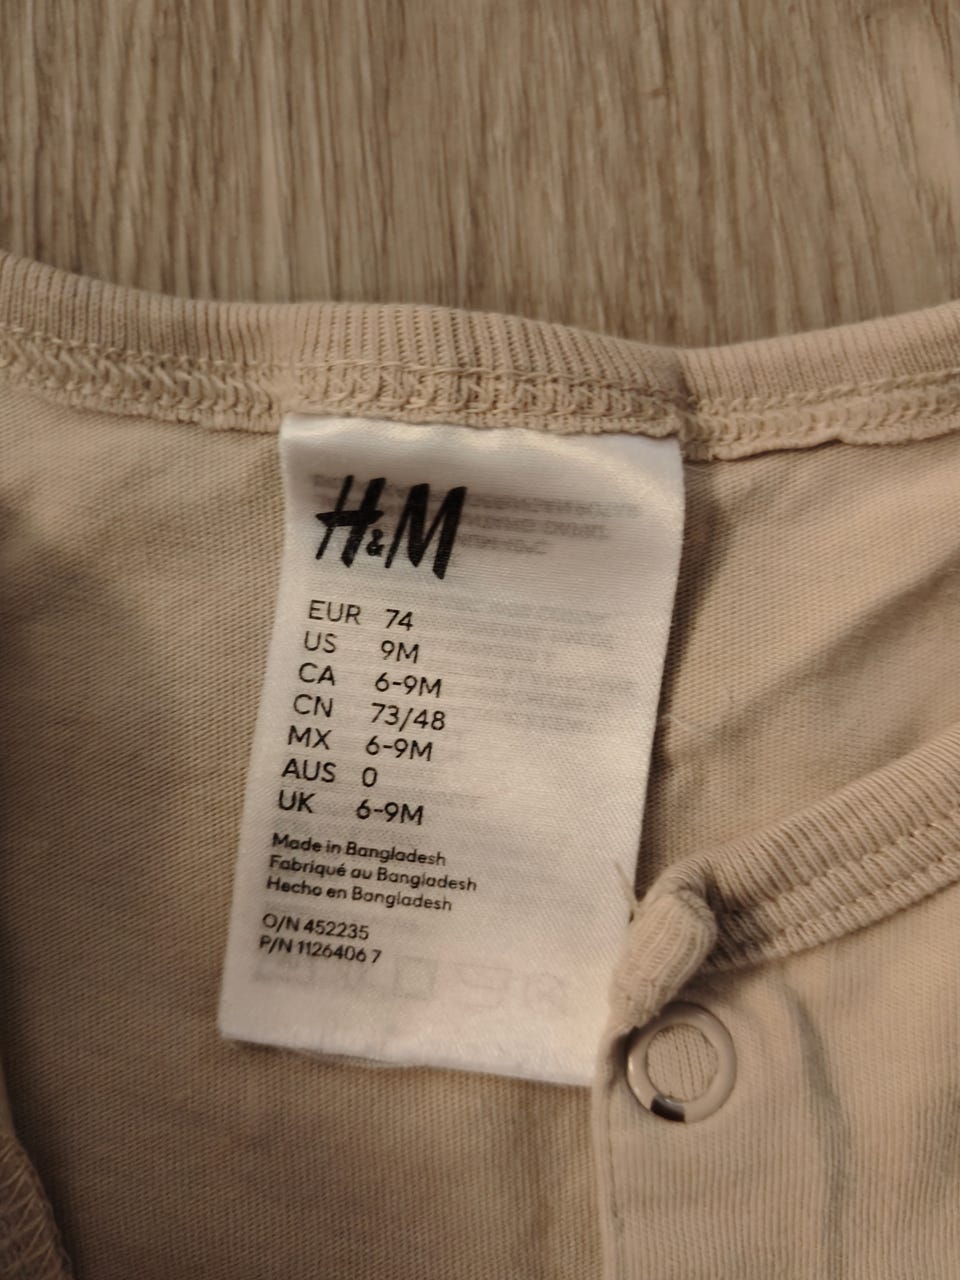 H&M
EUR 74
US 9M
CA 6-9M
CN 73/48
MX 6-9M
AUS 0
UK 6-9M
Made in Bangladesh
Fabriqué au Bangladesh
Hecho en Bangladesh
O/N 452235
P/N 1126406 7